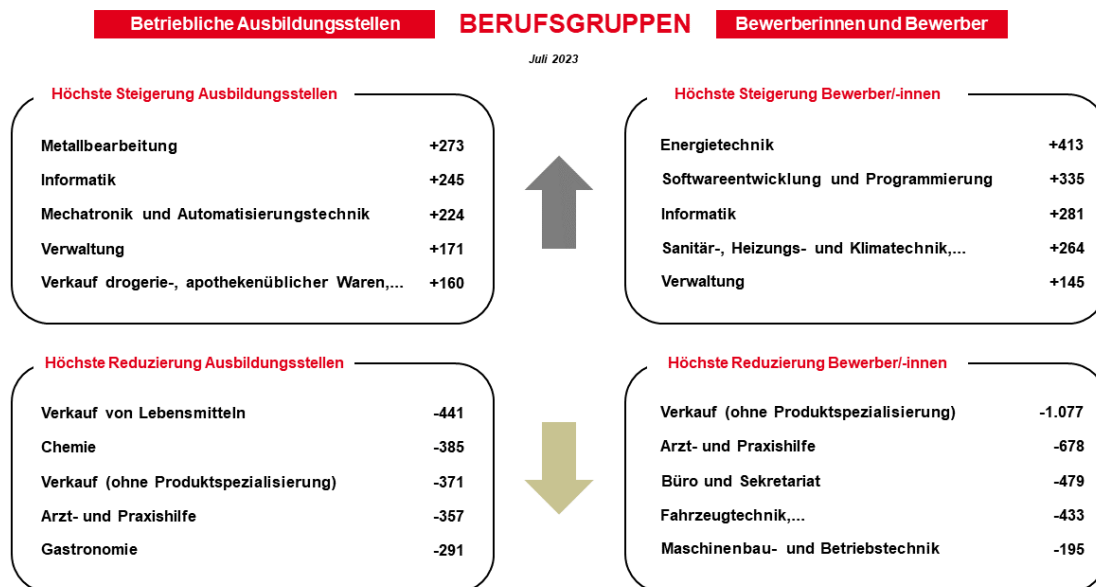 Betriebliche Ausbildungsstellen
BERUFSGRUPPEN
Bewerberinnen und Bewerber
Juli 2023
Höchste Steigerung Ausbildungsstellen
Metallbearbeitung +273
Informatik +245
Mechatronik und Automatisierungstechnik +224
Verwaltung +171
Verkauf drogerie-, apothekenüblicher Waren,... +160
Höchste Steigerung Bewerber/-innen
Energietechnik +413
Softwareentwicklung und Programmierung +335
Informatik +281
Sanitär-, Heizungs- und Klimatechnik,... +264
Verwaltung +145
Höchste Reduzierung Ausbildungsstellen
Verkauf von Lebensmitteln -441
Chemie -385
Verkauf (ohne Produktspezialisierung) -371
Arzt- und Praxishilfe -357
Gastronomie -291
Höchste Reduzierung Bewerber/-innen
Verkauf (ohne Produktspezialisierung) -1.077
Arzt- und Praxishilfe -678
Büro und Sekretariat -479
Fahrzeugtechnik,... -433
Maschinenbau- und Betriebstechnik -195